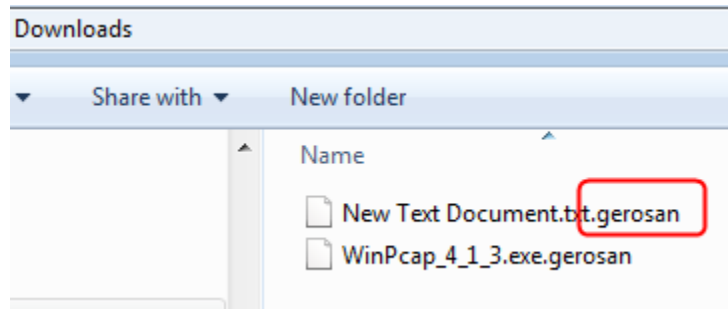 Downloads
Share with New folder
Name
New Text Document.txt.gerosan
WinPcap_4_1_3.exe.gerosan